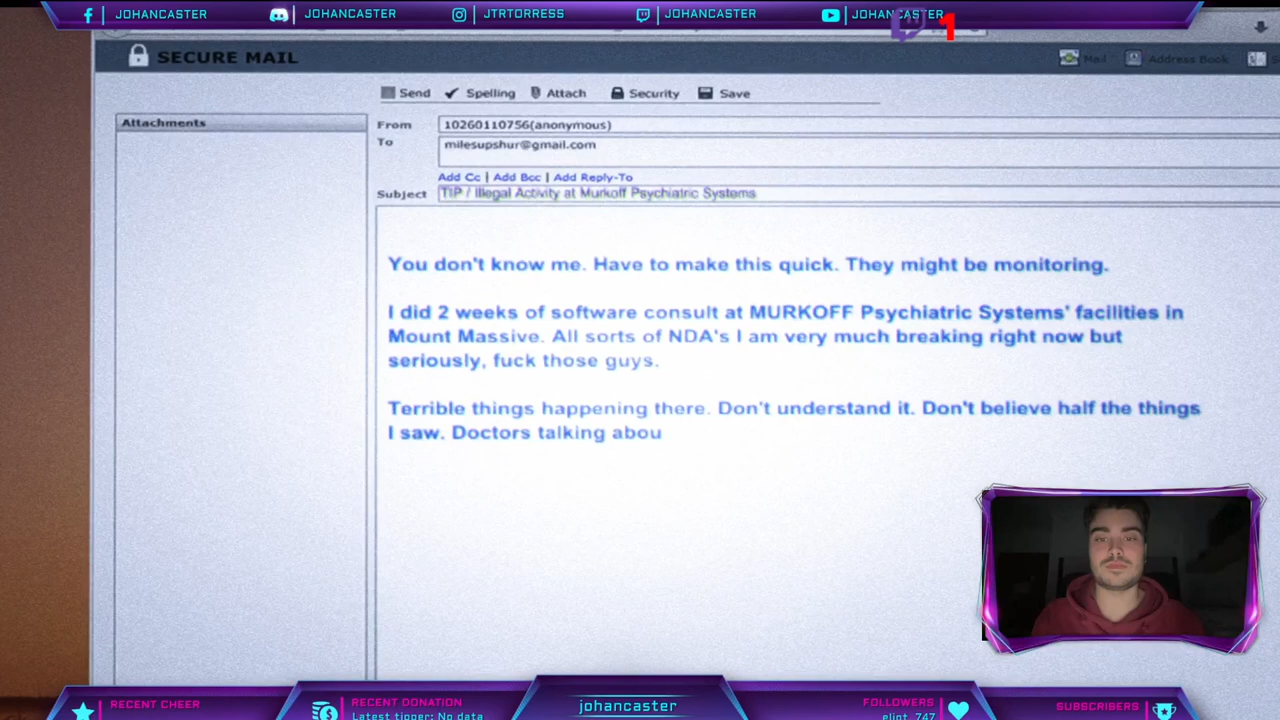 JOHANCASTER JOHANCASTER JTRTORRESS JOHANCASTER JOHANCASTER
1
SECURE MAIL
Mail Address Book
Send Spelling Attach Security Save
Attachments
From 10260110756(anonymous)
To milesupshur@gmail.com
Add Cc | Add Bcc | Add Reply-To
Subject TIP / Illegal Activity at Murkoff Psychiatric Systems
You don't know me. Have to make this quick. They might be monitoring.
I did 2 weeks of software consult at MURKOFF Psychiatric Systems' facilities in
Mount Massive. All sorts of NDA's I am very much breaking right now but
seriously, fuck those guys.
Terrible things happening there. Don't understand it. Don't believe half the things
I saw. Doctors talking abou
RECENT CHEER
RECENT DONATION
Latest tipper: No data
johancaster
FOLLOWERS
eliot_747
SUBSCRIBERS